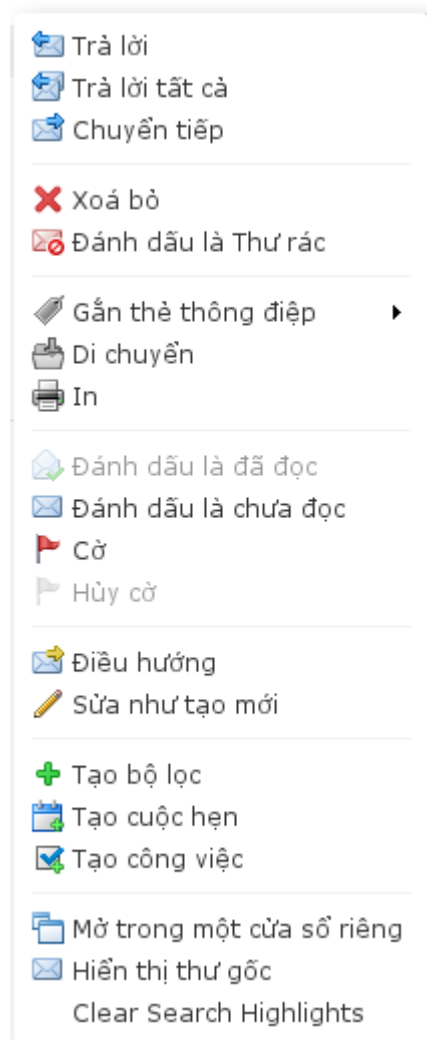 Trả lời
Trả lời tất cả
Chuyển tiếp
Xoá bỏ
Đánh dấu là Thư rác
Gắn thẻ thông điệp
Di chuyển
In
Đánh dấu là đã đọc
Đánh dấu là chưa đọc
Cờ
Hủy cờ
Điều hướng
Sửa như tạo mới
Tạo bộ lọc
Tạo cuộc hẹn
Tạo công việc
Mở trong một cửa sổ riêng
Hiển thị thư gốc
Clear Search Highlights